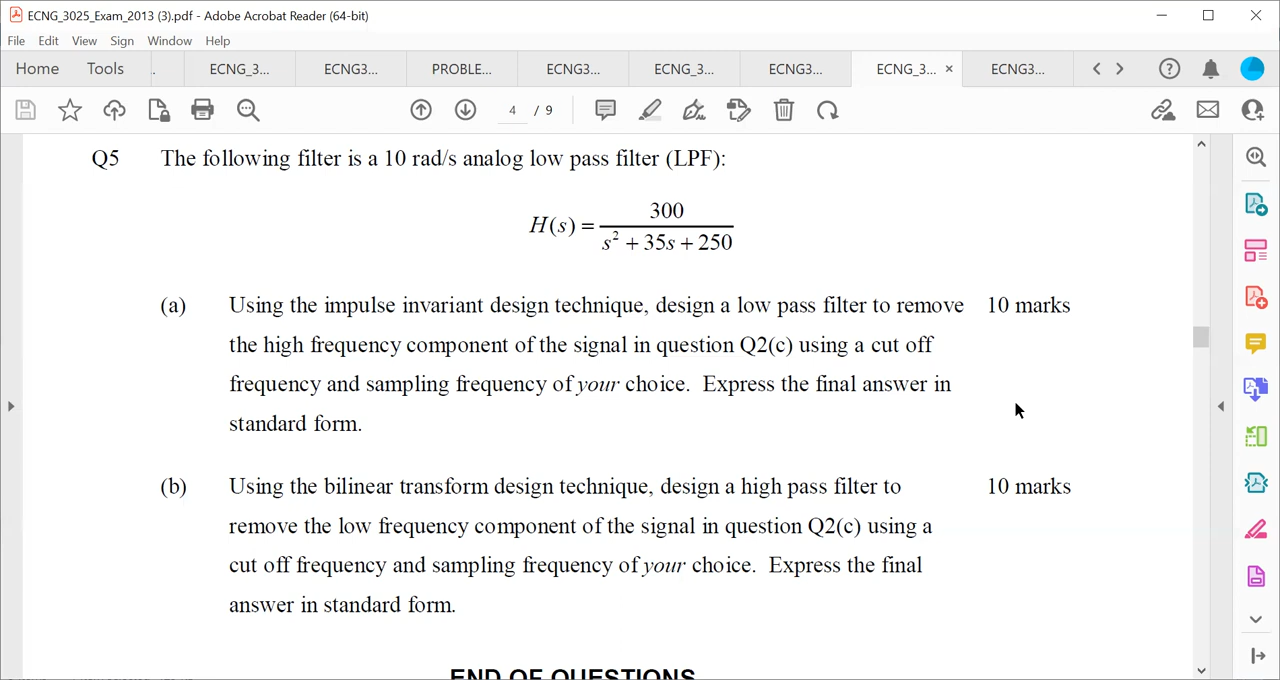 ECNG_3025_Exam_2013 (3).pdf - Adobe Acrobat Reader (64-bit)
File Edit View Sign Window Help
Home Tools . ECNG_3... ECNG3... PROBLE... ECNG3... ECNG_3... ECNG3... ECNG_3... × ECNG3...
4 / 9
Q5 The following filter is a 10 rad/s analog low pass filter (LPF):
H(s) = 300 / (s² + 35s + 250)
(a) Using the impulse invariant design technique, design a low pass filter to remove 10 marks
the high frequency component of the signal in question Q2(c) using a cut off
frequency and sampling frequency of your choice. Express the final answer in
standard form.
(b) Using the bilinear transform design technique, design a high pass filter to 10 marks
remove the low frequency component of the signal in question Q2(c) using a
cut off frequency and sampling frequency of your choice. Express the final
answer in standard form.
END OF QUESTIONS